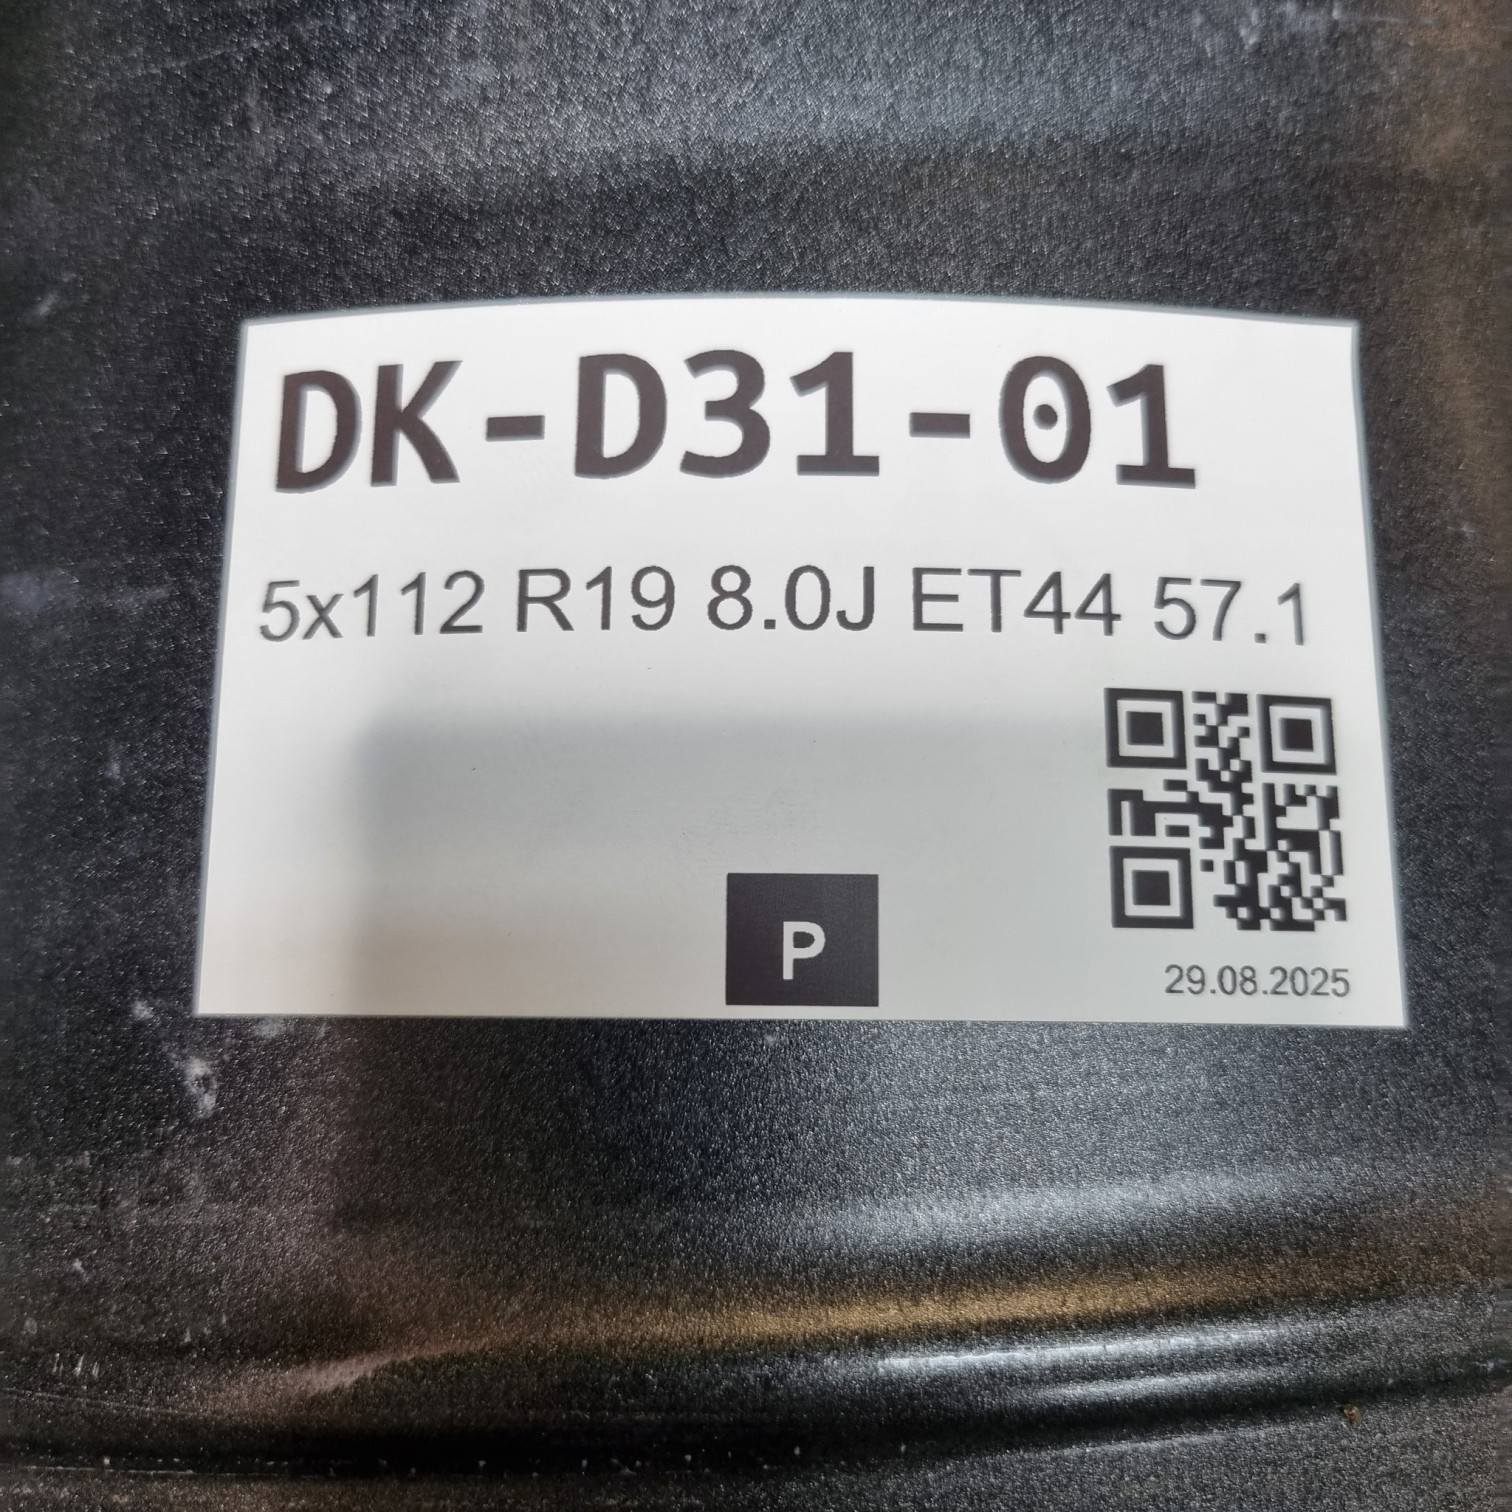 DK-D31-01
5x112 R19 8.0J ET44 57.1
P
29.08.2025